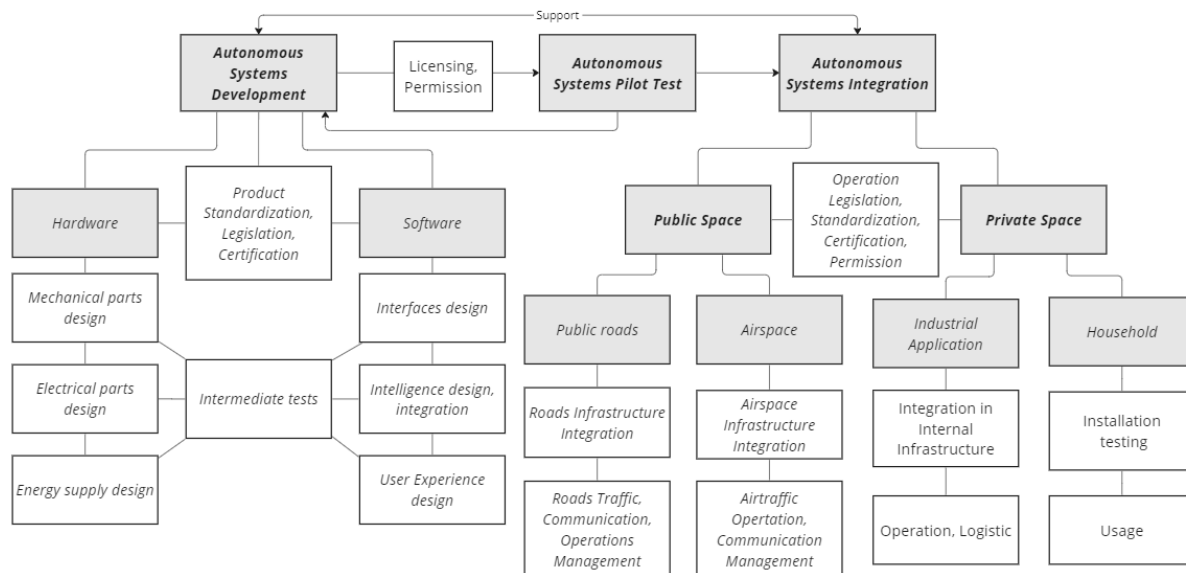 Support
Autonomous
Systems
Development
Licensing,
Permission
Autonomous
Systems Pilot Test
Autonomous
Systems Integration
Hardware
Product
Standardization,
Legislation,
Certification
Software
Public Space
Operation
Legislation,
Standardization,
Certification,
Permission
Private Space
Mechanical parts
design
Interfaces design
Electrical parts
design
Intermediate tests
Intelligence design,
integration
Energy supply design
User Experience
design
Public roads
Airspace
Industrial
Application
Household
Roads Infrastructure
Integration
Airspace
Infrastructure
Integration
Integration in
Internal
Infrastructure
Installation
testing
Roads Traffic,
Communication,
Operations
Management
Airtraffic
Opertation,
Communication
Management
Operation, Logistic
Usage